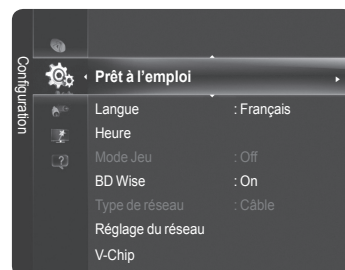 Configuration
Prêt à l'emploi
Langue : Français
Heure
Mode Jeu : Off
BD Wise : On
Type de réseau : Câble
Réglage du réseau
V-Chip